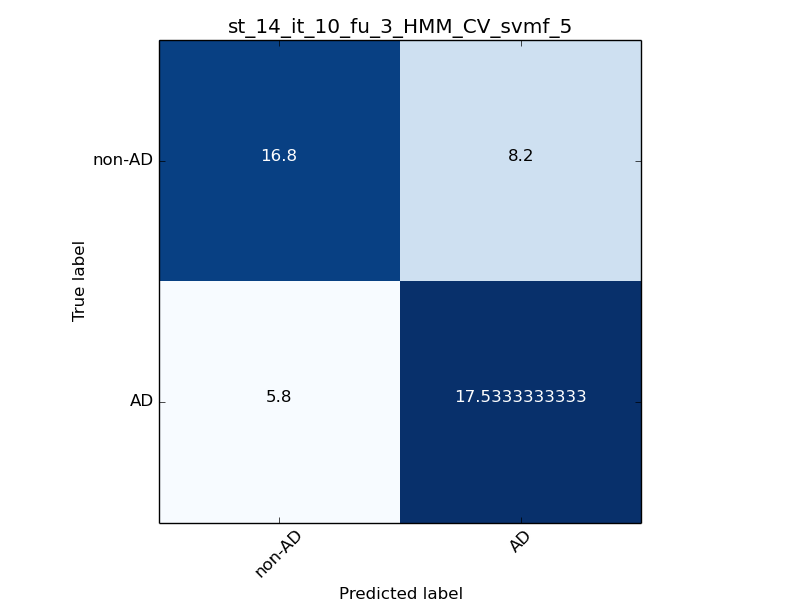 st_14_it_10_fu_3_HMM_CV_svmf_5
non-AD
16.8
8.2
True label
AD
5.8
17.5333333333
non-AD
AD
Predicted label